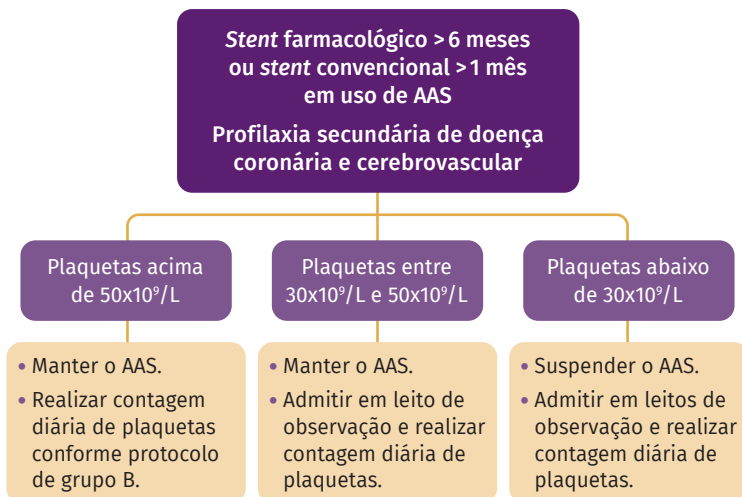 Stent farmacológico > 6 meses
ou stent convencional > 1 mês
em uso de AAS
Profilaxia secundária de doença
coronária e cerebrovascular
Plaquetas acima
de 50x10⁹/L
Plaquetas entre
30x10⁹/L e 50x10⁹/L
Plaquetas abaixo
de 30x10⁹/L
• Manter o AAS.
• Realizar contagem
diária de plaquetas
conforme protocolo
de grupo B.
• Manter o AAS.
• Admitir em leito de
observação e realizar
contagem diária de
plaquetas.
• Suspender o AAS.
• Admitir em leitos de
observação e realizar
contagem diária de
plaquetas.